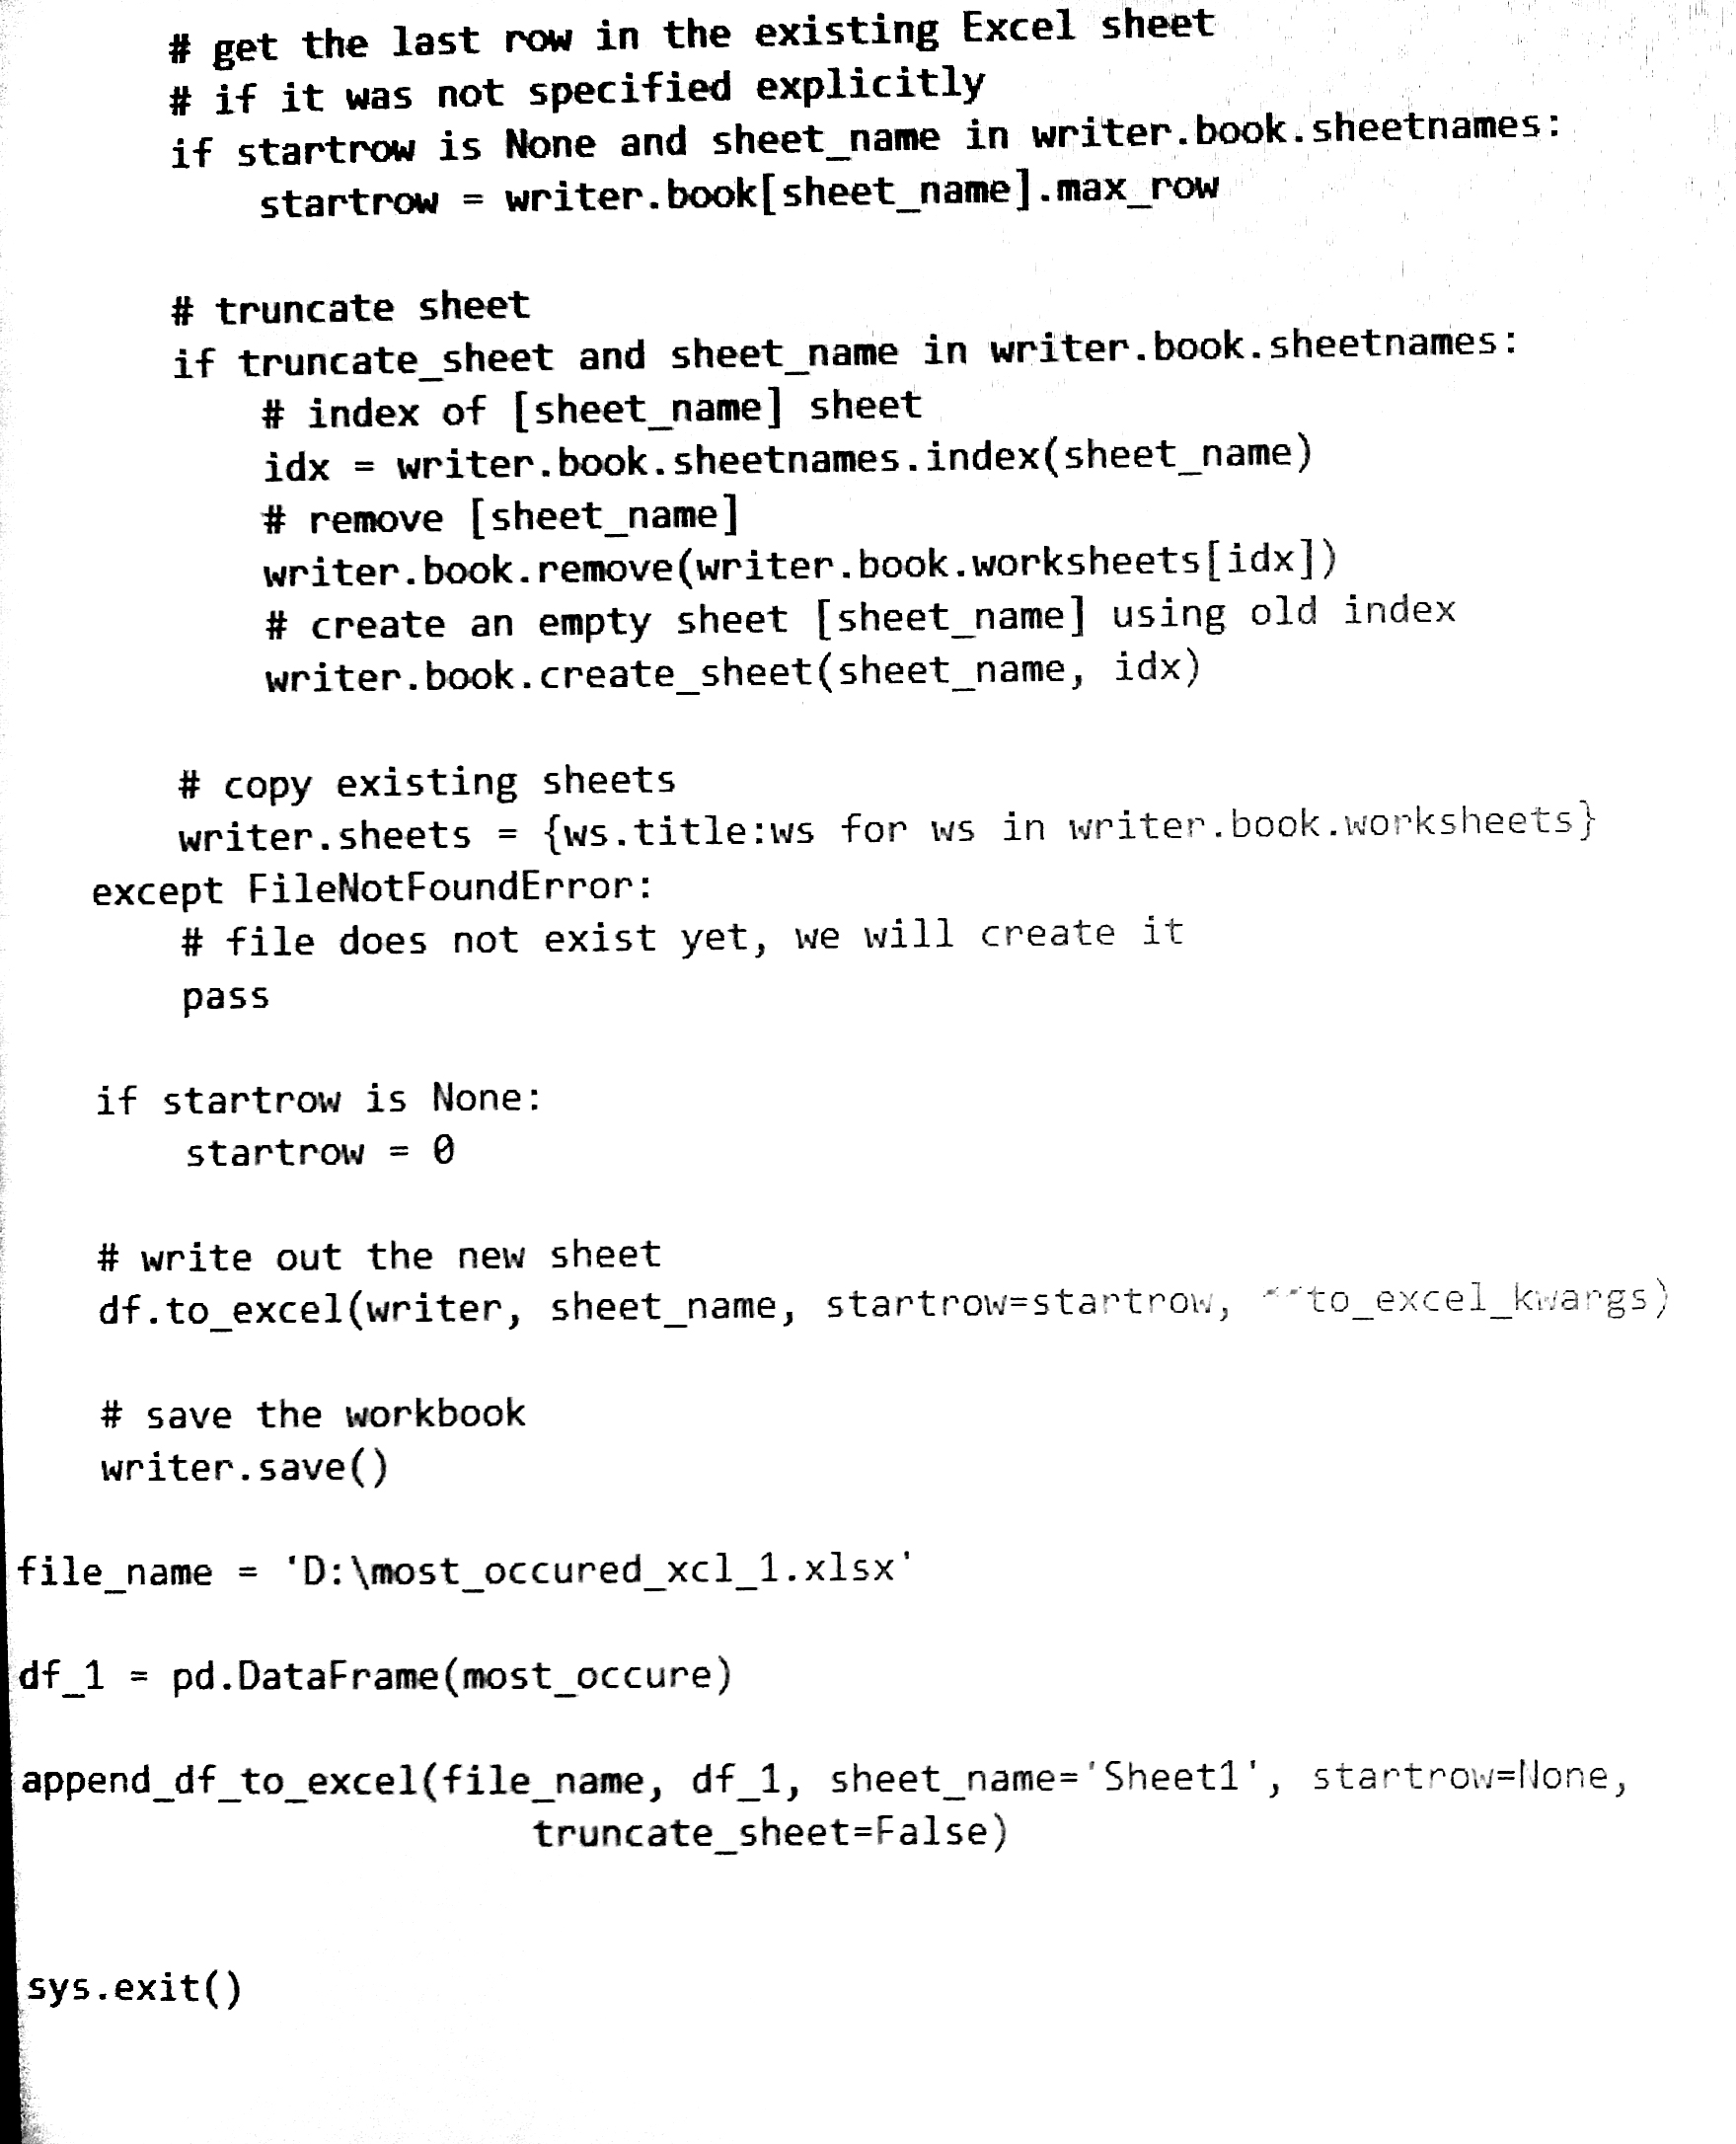 # get the last row in the existing Excel sheet
# if it was not specified explicitly
if startrow is None and sheet_name in writer.book.sheetnames:
    startrow = writer.book[sheet_name].max_row

# truncate sheet
if truncate_sheet and sheet_name in writer.book.sheetnames:
    # index of [sheet_name] sheet
    idx = writer.book.sheetnames.index(sheet_name)
    # remove [sheet_name]
    writer.book.remove(writer.book.worksheets[idx])
    # create an empty sheet [sheet_name] using old index
    writer.book.create_sheet(sheet_name, idx)

# copy existing sheets
writer.sheets = {ws.title:ws for ws in writer.book.worksheets}
except FileNotFoundError:
# file does not exist yet, we will create it
pass

if startrow is None:
    startrow = 0

# write out the new sheet
df.to_excel(writer, sheet_name, startrow=startrow, **to_excel_kwargs)

# save the workbook
writer.save()

file_name = 'D:\most_occured_xcl_1.xlsx'

df_1 = pd.DataFrame(most_occure)

append_df_to_excel(file_name, df_1, sheet_name='Sheet1', startrow=None,
                       truncate_sheet=False)

sys.exit()